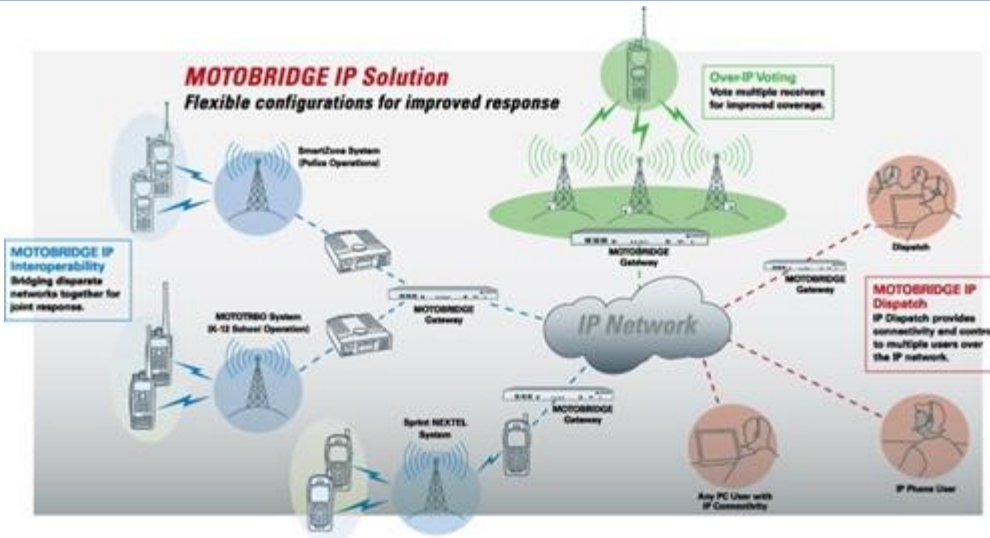 MOTOBRIDGE IP Solution
Flexible configurations for improved response
Over-IP Voting
Vote multiple receivers
for improved coverage.
SmartZone System
(Police Operations)
MOTOBRIDGE IP
Interoperability
Bridging disparate
networks together for
joint response.
MOTOBRIDGE
Gateway
MOTOBRIDGE
Gateway
Dispatch
MOTOBRIDGE
Gateway
MOTOBRIDGE IP
Dispatch
IP Dispatch provides
connectivity and contro
to multiple users over
the IP network.
MOTOTRBO System
(K-12 School Operation)
IP Network
MOTOBRIDGE
Gateway
Sprint NEXTEL
System
Any PC User with
IP Connectivity
IP Phone User